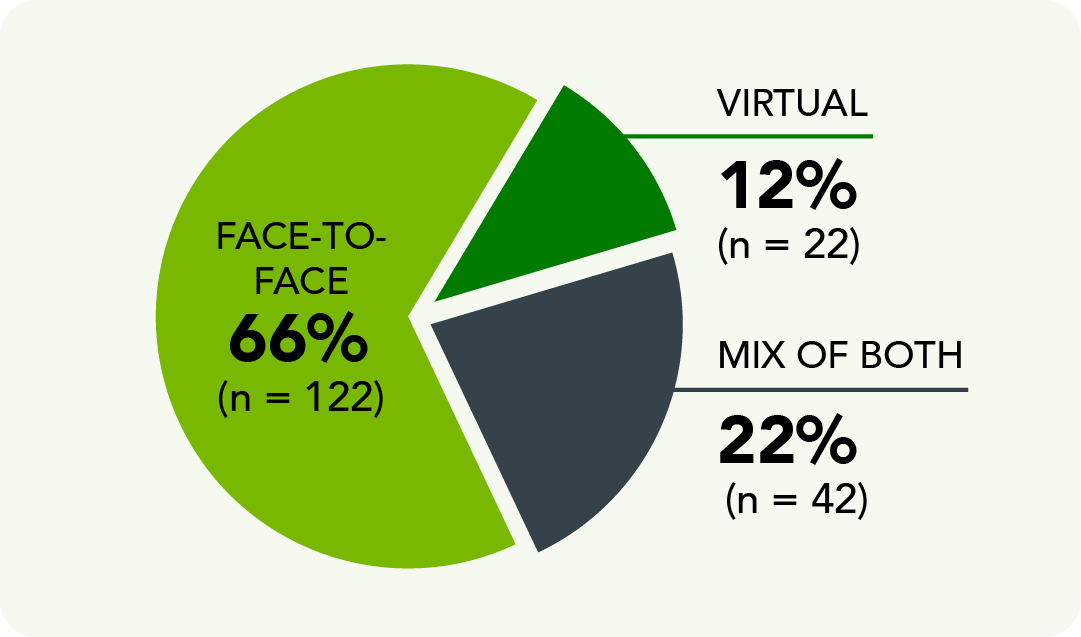 FACE-TO-
FACE
66%
(n = 122)
VIRTUAL
12%
(n = 22)
MIX OF BOTH
22%
(n = 42)